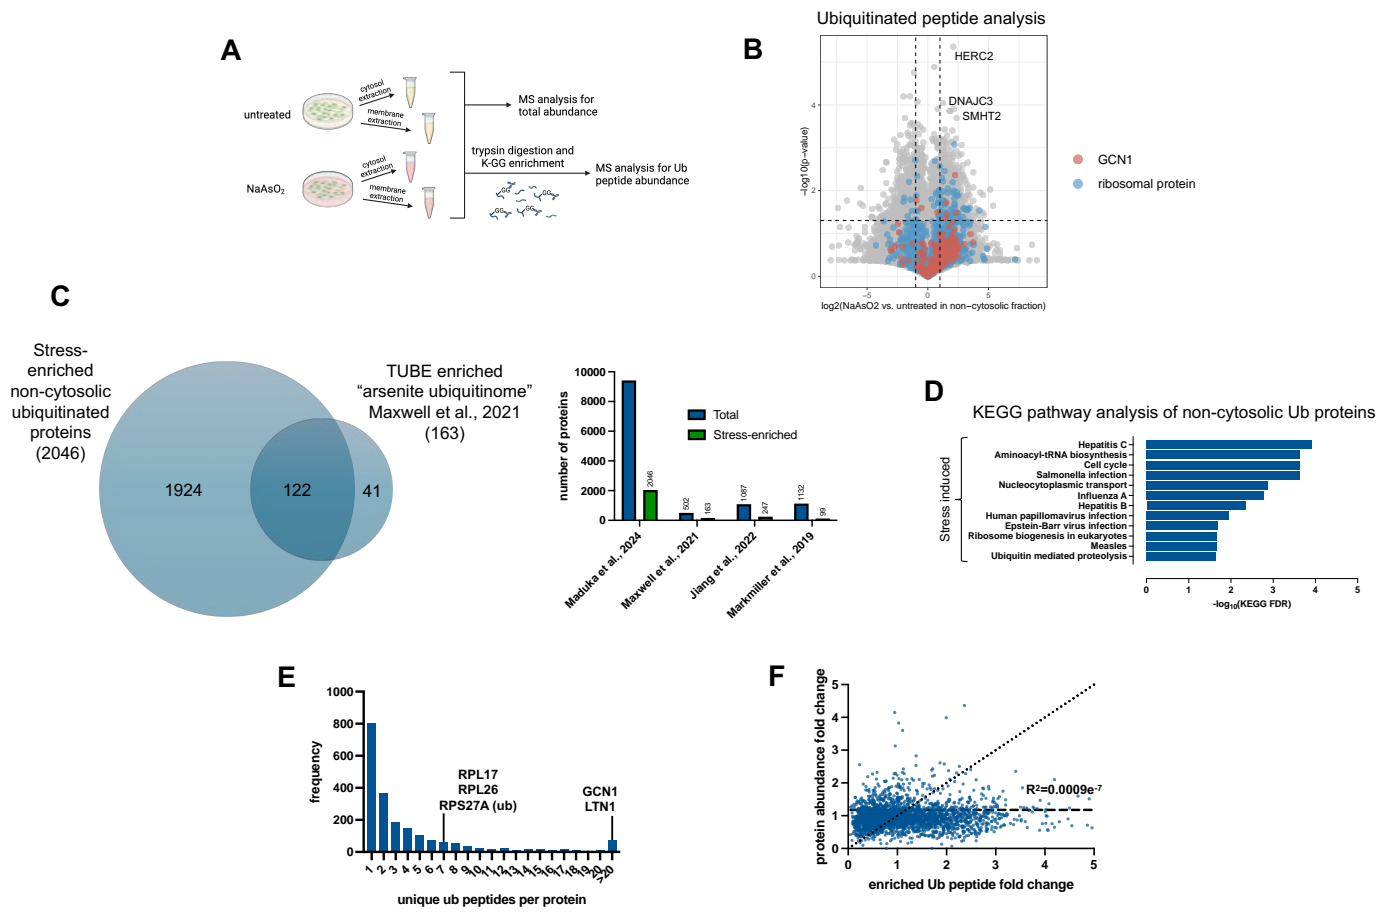 A
untreated
cytosol
extraction
membrane
extraction
NaAsO2
cytosol
extraction
membrane
extraction
MS analysis for
total abundance
trypsin digestion and
K-GG enrichment
GG
GG
GG
GG
MS analysis for Ub
peptide abundance
B
Ubiquitinated peptide analysis
HERC2
DNAJC3
SMHT2
−log10(p−value)
4
2
0
−5
0
5
log2(NaAsO2 vs. untreated in non−cytosolic fraction)
GCN1
ribosomal protein
C
Stress-
enriched
non-cytosolic
ubiquitinated
proteins
(2046)
1924
122
41
TUBE enriched
“arsenite ubiquitinome”
Maxwell et al., 2021
(163)
number of proteins
10000
8000
6000
4000
2000
0
Total
Stress-enriched
2046
502
163
1087
247
1132
99
Maduka et al., 2024
Maxwell et al., 2021
Jiang et al., 2022
Markmiller et al., 2019
D
KEGG pathway analysis of non-cytosolic Ub proteins
Stress induced
Hepatitis C
Aminoacyl-tRNA biosynthesis
Cell cycle
Salmonella infection
Nucleocytoplasmic transport
Influenza A
Hepatitis B
Human papillomavirus infection
Epstein-Barr virus infection
Ribosome biogenesis in eukaryotes
Measles
Ubiquitin mediated proteolysis
0 1 2 3 4 5
-log10(KEGG FDR)
E
frequency
1000
800
600
400
200
0
RPL17
RPL26
RPS27A (ub)
GCN1
LTN1
1 2 3 4 5 6 7 8 9 10 11 12 13 14 15 16 17 18 19 20 >20
unique ub peptides per protein
F
protein abundance fold change
5
4
3
2
1
0
R2=0.0009e-7
0 1 2 3 4 5
enriched Ub peptide fold change